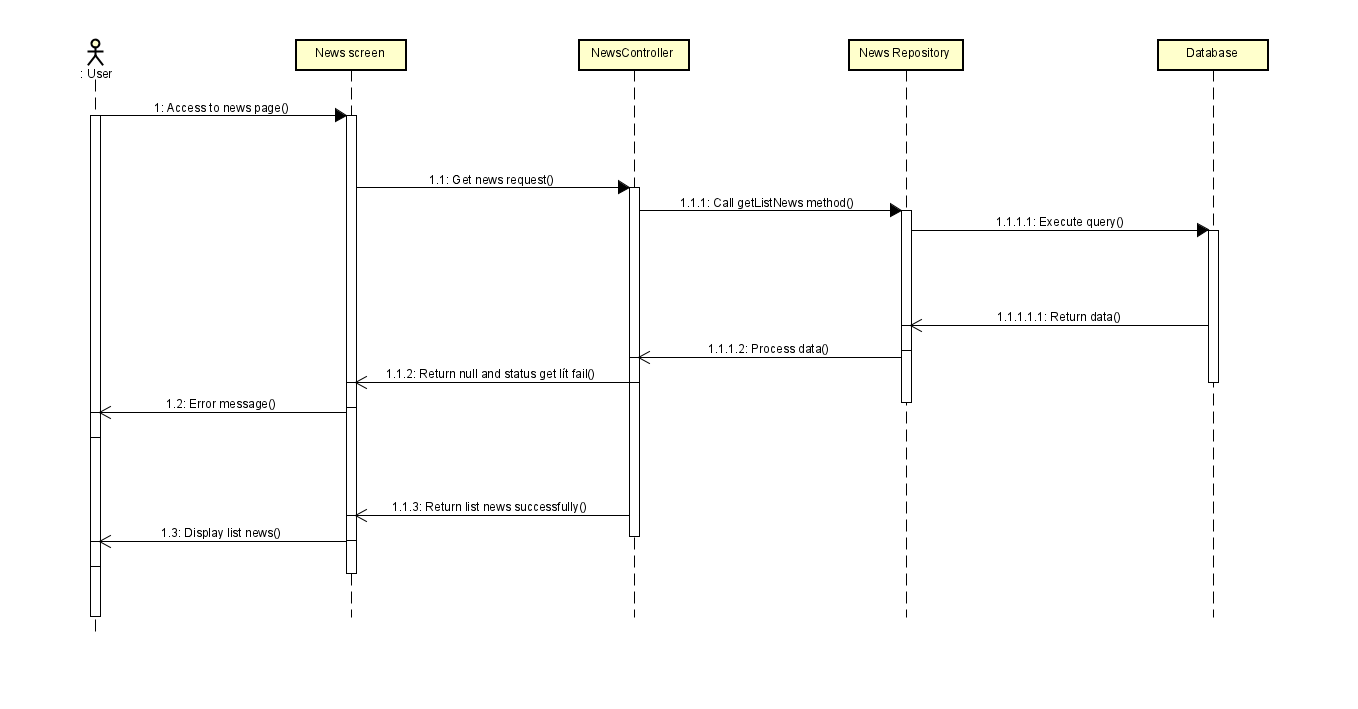 : User
News screen
NewsController
News Repository
Database
1: Access to news page()
1.1: Get news request()
1.1.1: Call getListNews method()
1.1.1.1: Execute query()
1.1.1.1.1: Return data()
1.1.1.2: Process data()
1.1.2: Return null and status get lít fail()
1.2: Error message()
1.1.3: Return list news successfully()
1.3: Display list news()